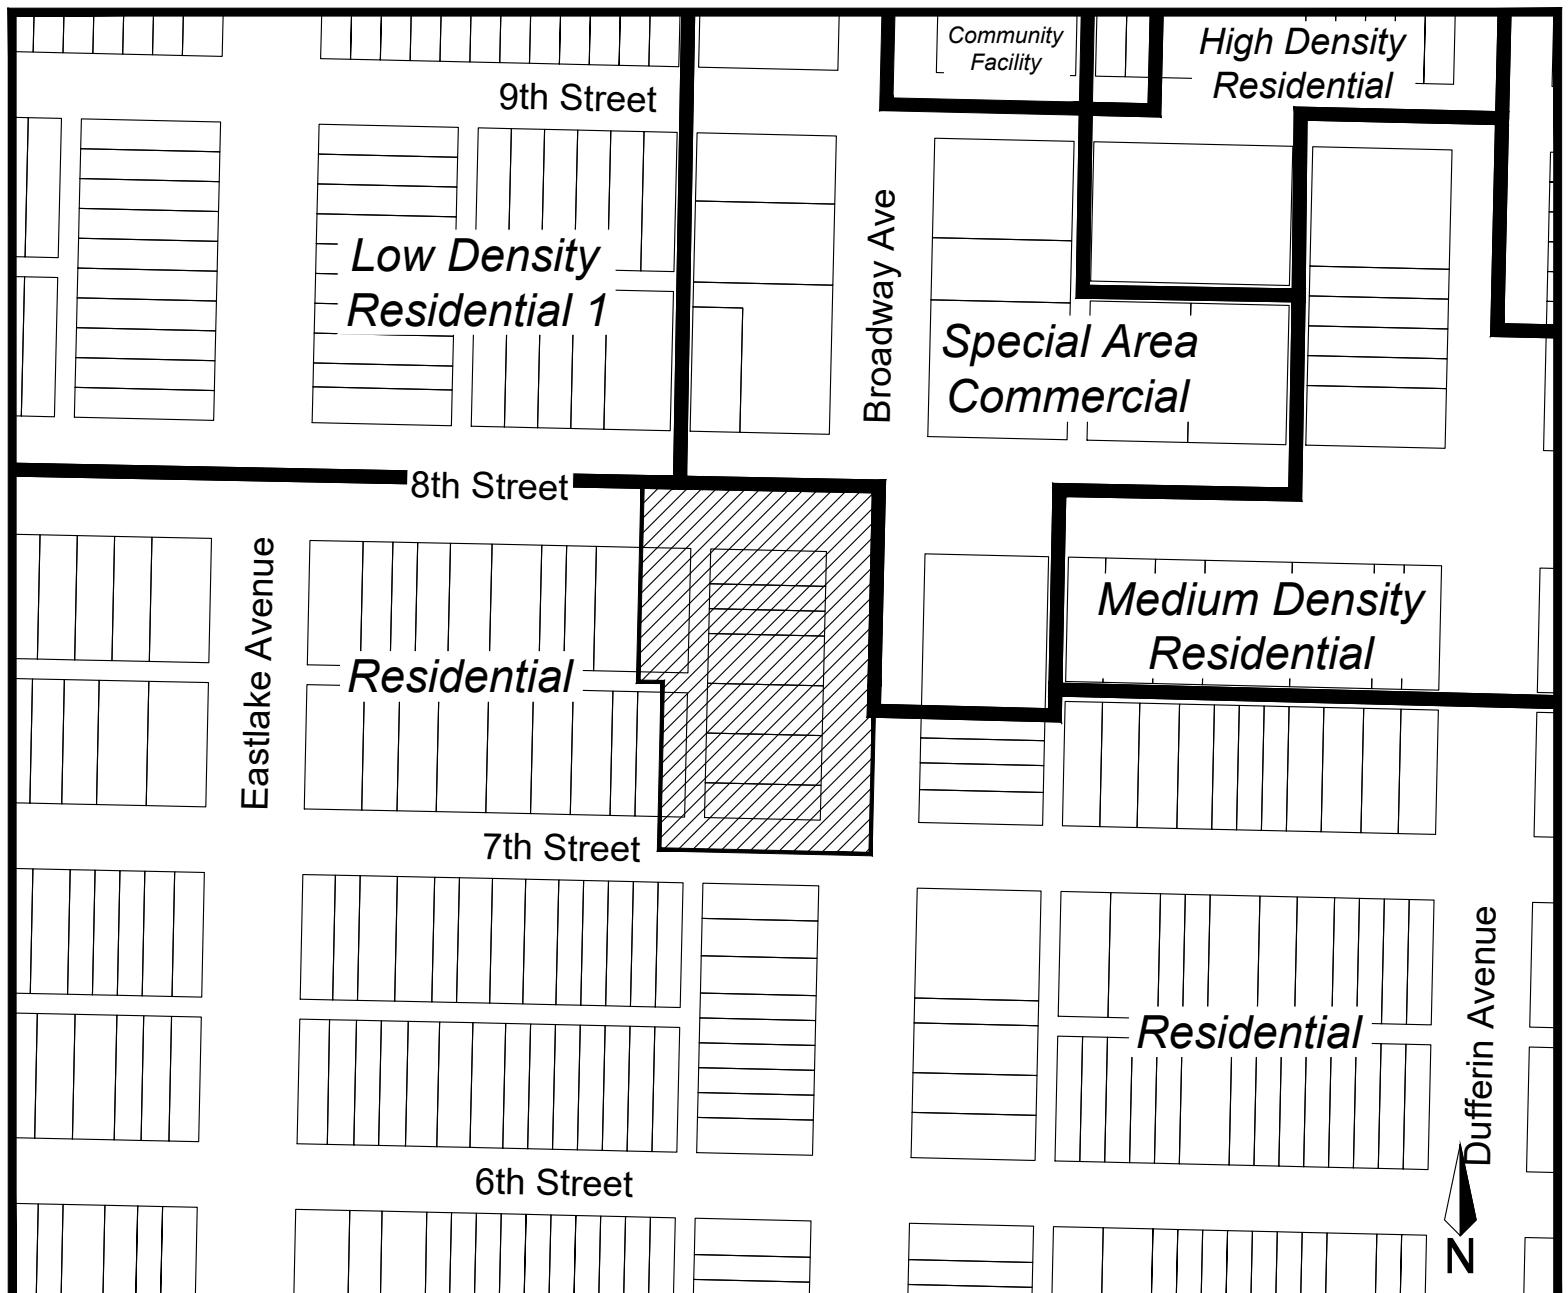 Community
Facility
High Density
Residential
9th Street
Low Density
Residential 1
Broadway Ave
Special Area
Commercial
8th Street
Eastlake Avenue
Medium Density
Residential
Residential
7th Street
Residential
Dufferin Avenue
6th Street
N